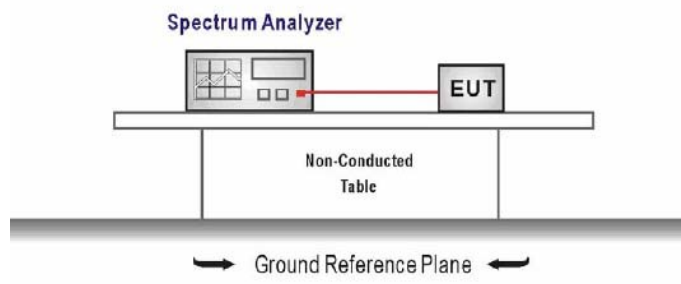 Spectrum Analyzer
EUT
Non-Conducted
Table
Ground Reference Plane